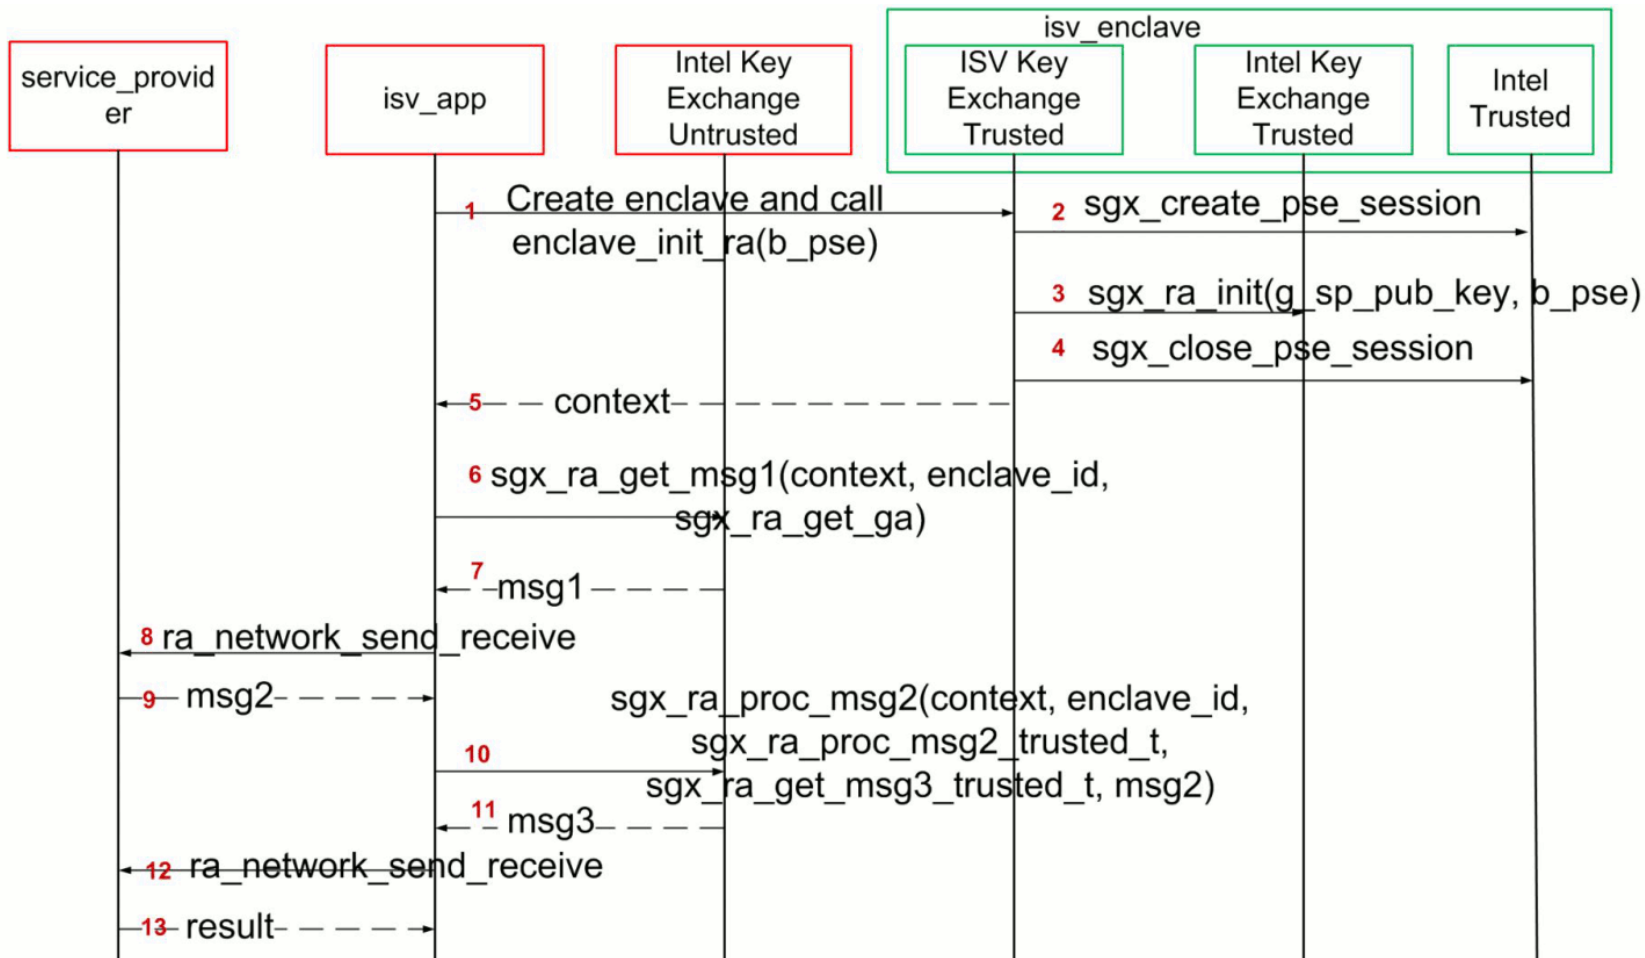 isv_enclave
service_provid
er
isv_app
Intel Key
Exchange
Untrusted
ISV Key
Exchange
Trusted
Intel Key
Exchange
Trusted
Intel
Trusted
1 Create enclave and call
enclave_init_ra(b_pse)
2 sgx_create_pse_session
3 sgx_ra_init(g_sp_pub_key, b_pse)
4 sgx_close_pse_session
5 context
6 sgx_ra_get_msg1(context, enclave_id,
sgx_ra_get_ga)
7 msg1
8 ra_network_send_receive
9 msg2
10 sgx_ra_proc_msg2(context, enclave_id,
sgx_ra_proc_msg2_trusted_t,
sgx_ra_get_msg3_trusted_t, msg2)
11 msg3
12 ra_network_send_receive
13 result